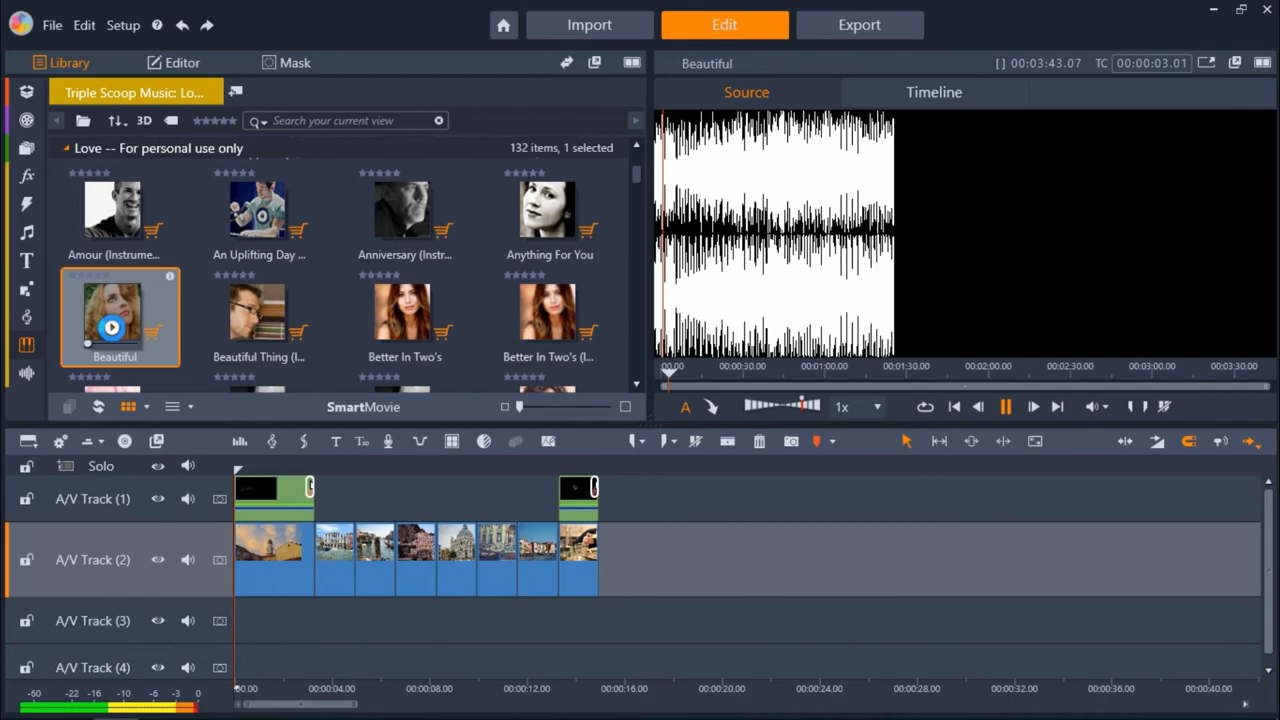 File Edit Setup
Import
Edit
Export
Library
Editor
Mask
Beautiful
[] 00:03:43.07
TC 00:00:03.01
Triple Scoop Music: Lo...
Source
Timeline
3D
Search your current view
Love -- For personal use only
132 items, 1 selected
Amour (Instrume...
An Uplifting Day ...
Anniversary (Instr...
Anything For You
Beautiful
Beautiful Thing (I...
Better In Two's
Better In Two's (I...
:00.00 00:00:30.00 00:01:00.00 00:01:30.00 00:02:00.00 00:02:30.00 00:03:00.00 00:03:30.00
SmartMovie
A
1x
Solo
A/V Track (1)
A/V Track (2)
A/V Track (3)
A/V Track (4)
-60 -22 -16 -10 -6 -3 0
:00.00 00:00:04.00 00:00:08.00 00:00:12.00 00:00:16.00 00:00:20.00 00:00:24.00 00:00:28.00 00:00:32.00 00:00:36.00 00:00:40.00